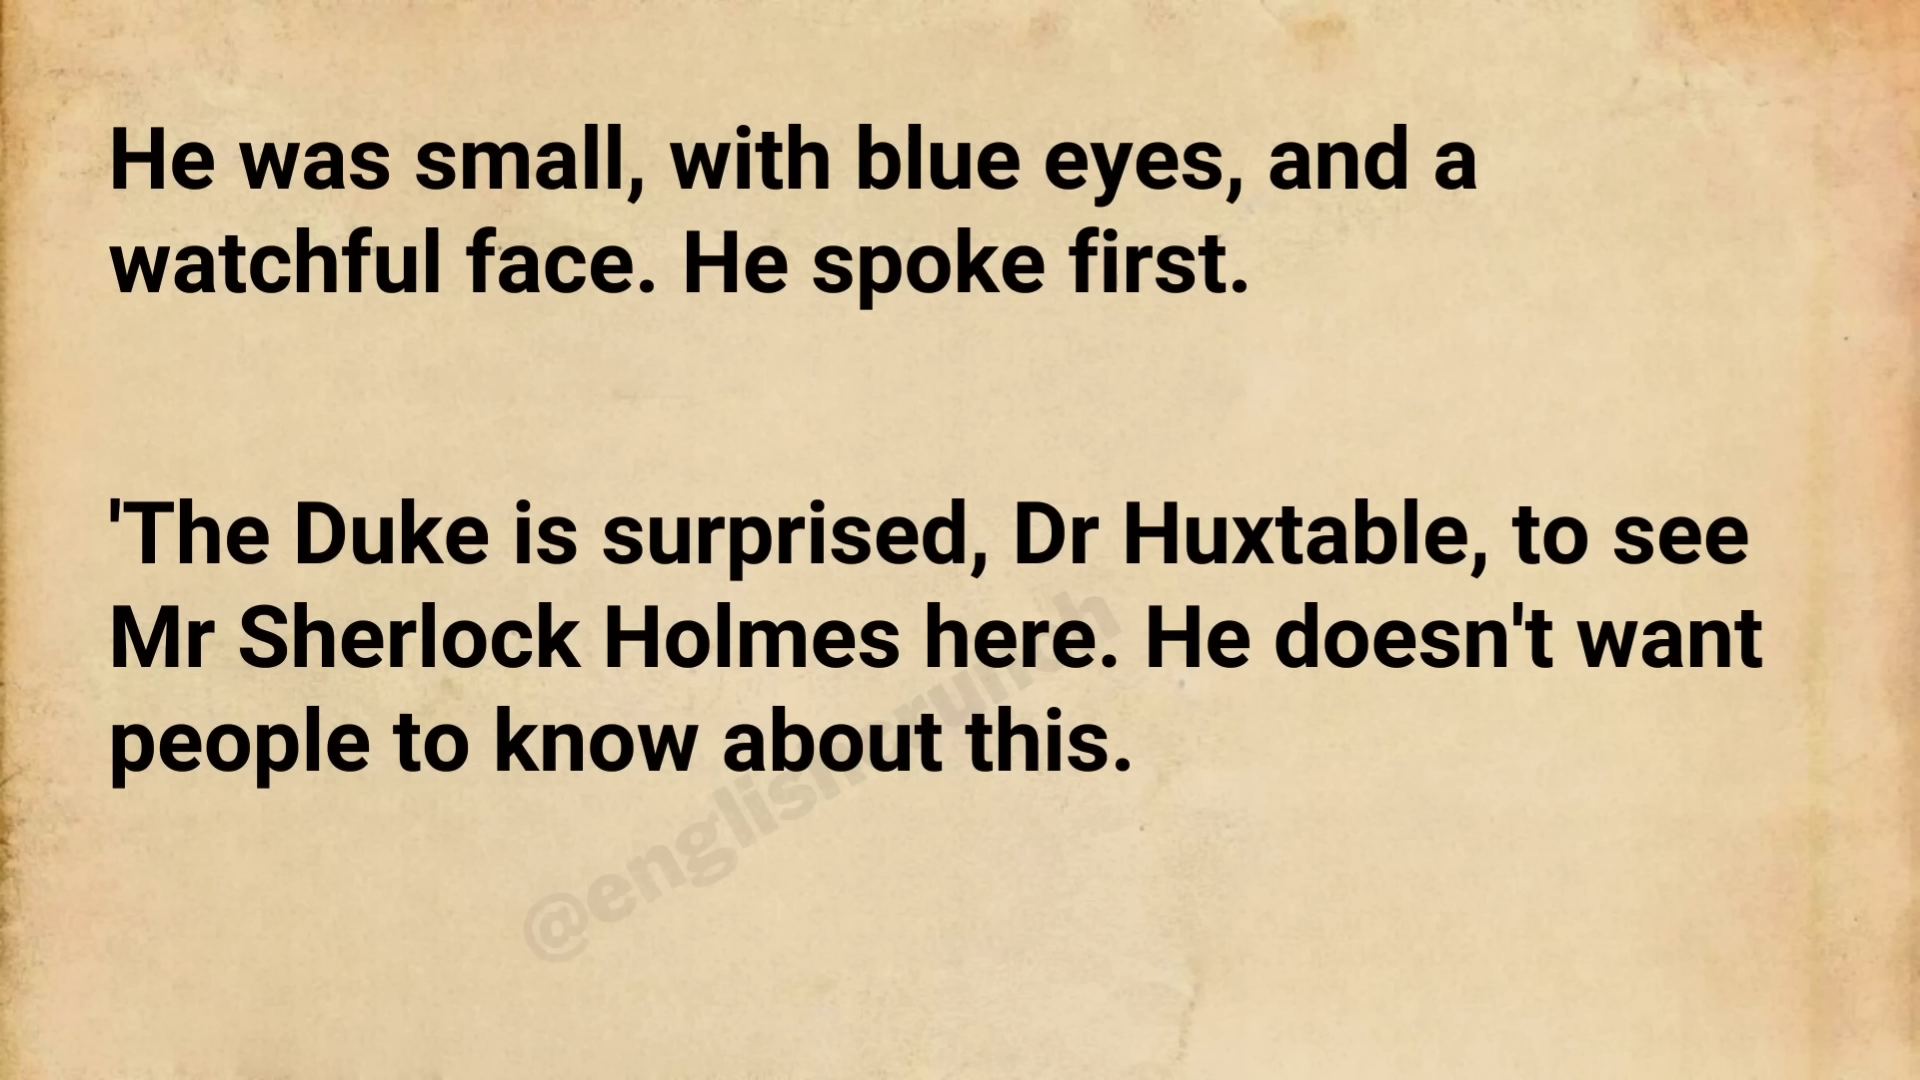 He was small, with blue eyes, and a
watchful face. He spoke first.
'The Duke is surprised, Dr Huxtable, to see
Mr Sherlock Holmes here. He doesn't want
people to know about this.
@englishcrunch